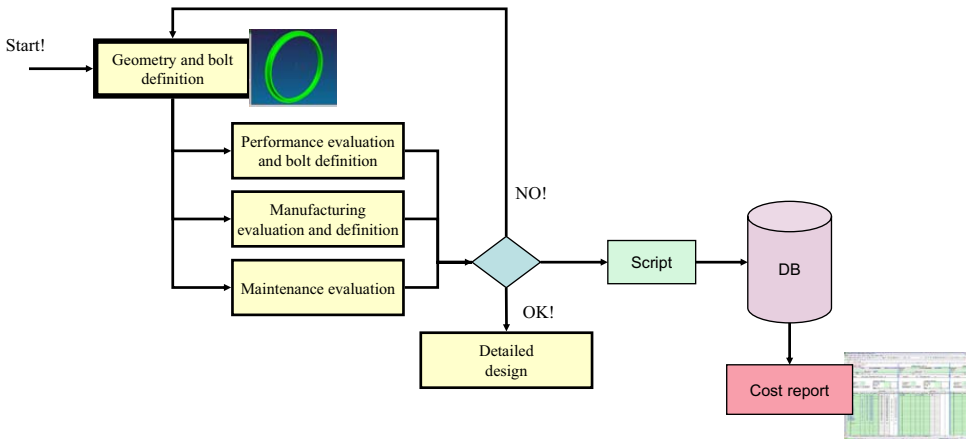 Start!
Geometry and bolt
definition
Performance evaluation
and bolt definition
NO!
Manufacturing
evaluation and definition
Script
DB
Maintenance evaluation
OK!
Detailed
design
Cost report